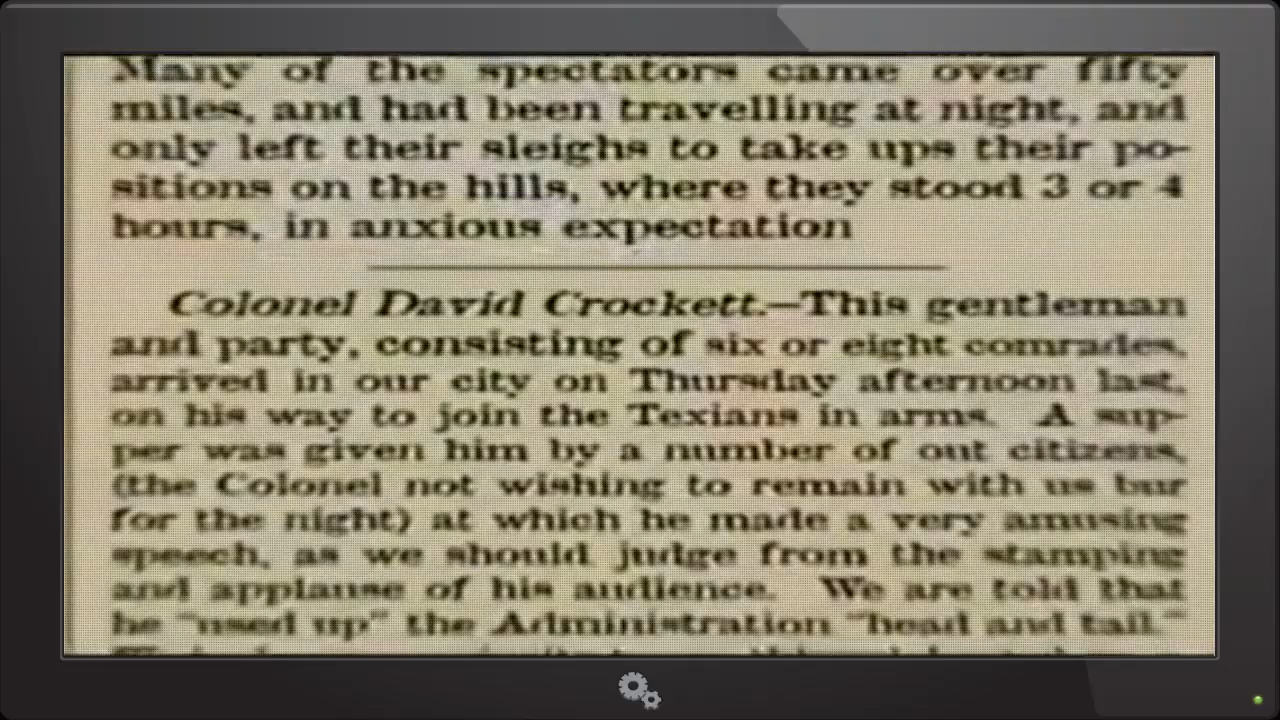 Many of the spectators came over fifty
miles, and had been travelling at night, and
only left their sleighs to take ups their po-
sitions on the hills, where they stood 3 or 4
hours, in anxious expectation
Colonel David Crockett.—This gentleman
and party, consisting of six or eight comrades,
arrived in our city on Thursday afternoon last,
on his way to join the Texians in arms. A sup-
per was given him by a number of out citizens,
(the Colonel not wishing to remain with us bur
for the night) at which he made a very amusing
speech, as we should judge from the stamping
and applause of his audience. We are told that
he "used up" the Administration "head and tail."